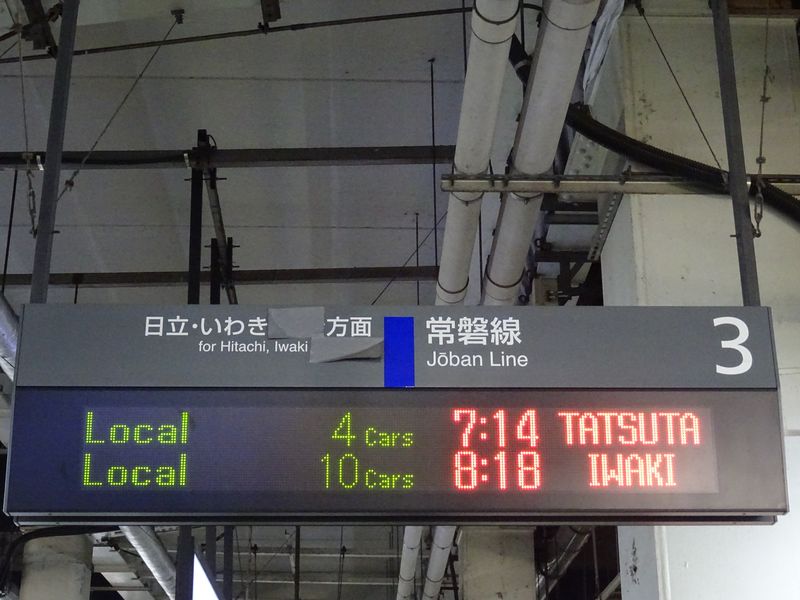 日立・いわき 方面
for Hitachi, Iwaki
常磐線
Jōban Line
3
Local 4 Cars 7:14 TATSUTA
Local 10 Cars 8:18 IWAKI